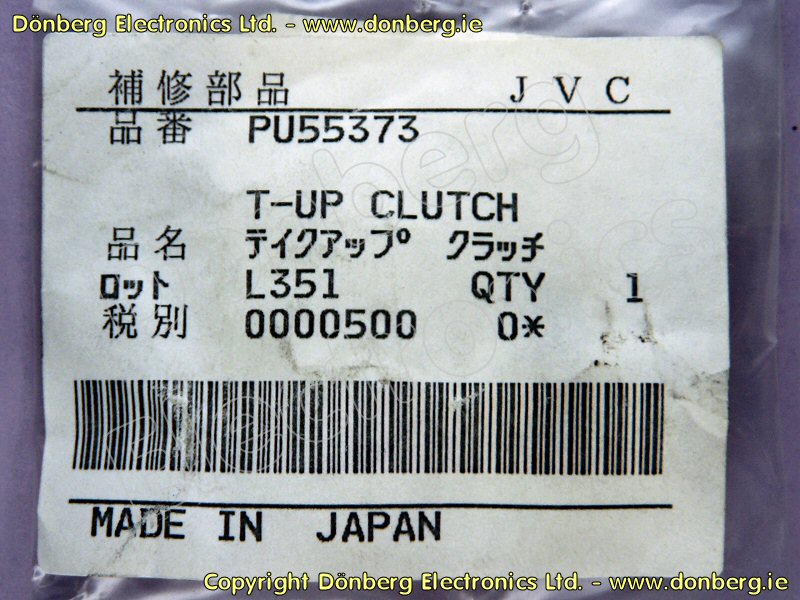 Dönberg Electronics Ltd. - www.donberg.ie
補修部品 JVC
品番 PU55373
T-UP CLUTCH
品名 テイクアップ クラッチ
ロット L351 QTY 1
税別 0000500 0*
MADE IN JAPAN
Copyright Dönberg Electronics Ltd. - www.donberg.ie